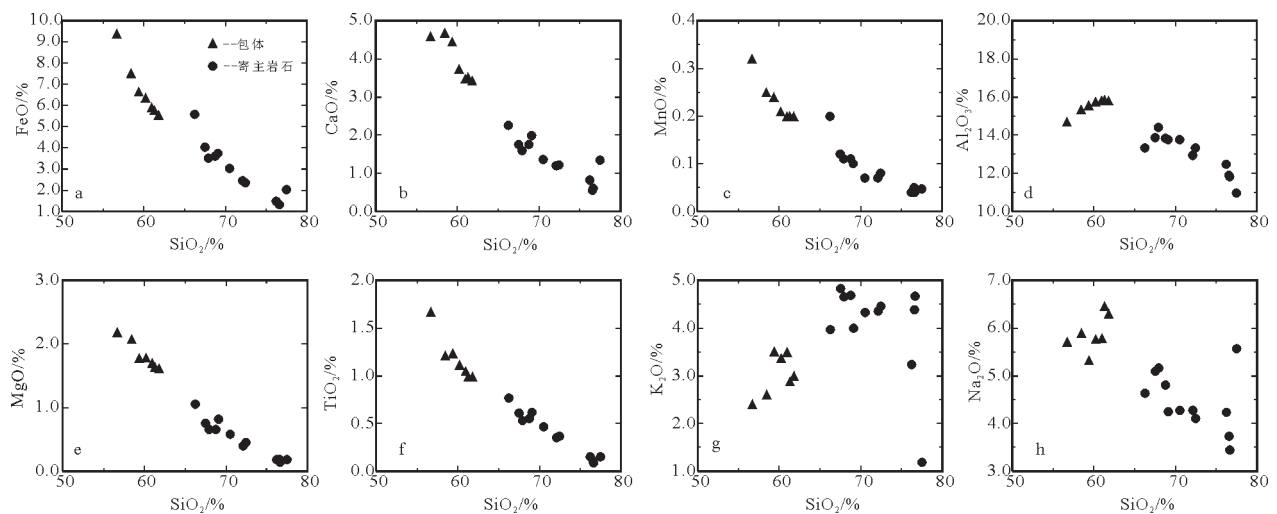 10.0
9.0
8.0
7.0
6.0
5.0
4.0
3.0
2.0
1.0
FeO/%
▲--包体
●--寄主岩石
a
50 60 70 80
SiO₂/%
5.0
4.0
3.0
2.0
1.0
0.0
CaO/%
b
50 60 70 80
SiO₂/%
0.4
0.3
0.2
0.1
0.0
MnO/%
c
50 60 70 80
SiO₂/%
20.0
18.0
16.0
14.0
12.0
10.0
Al₂O₃/%
d
50 60 70 80
SiO₂/%
3.0
2.0
1.0
0.0
MgO/%
e
50 60 70 80
SiO₂/%
2.0
1.5
1.0
0.5
0.0
TiO₂/%
f
50 60 70 80
SiO₂/%
5.0
4.0
3.0
2.0
1.0
K₂O/%
g
50 60 70 80
SiO₂/%
7.0
6.0
5.0
4.0
3.0
Na₂O/%
h
50 60 70 80
SiO₂/%